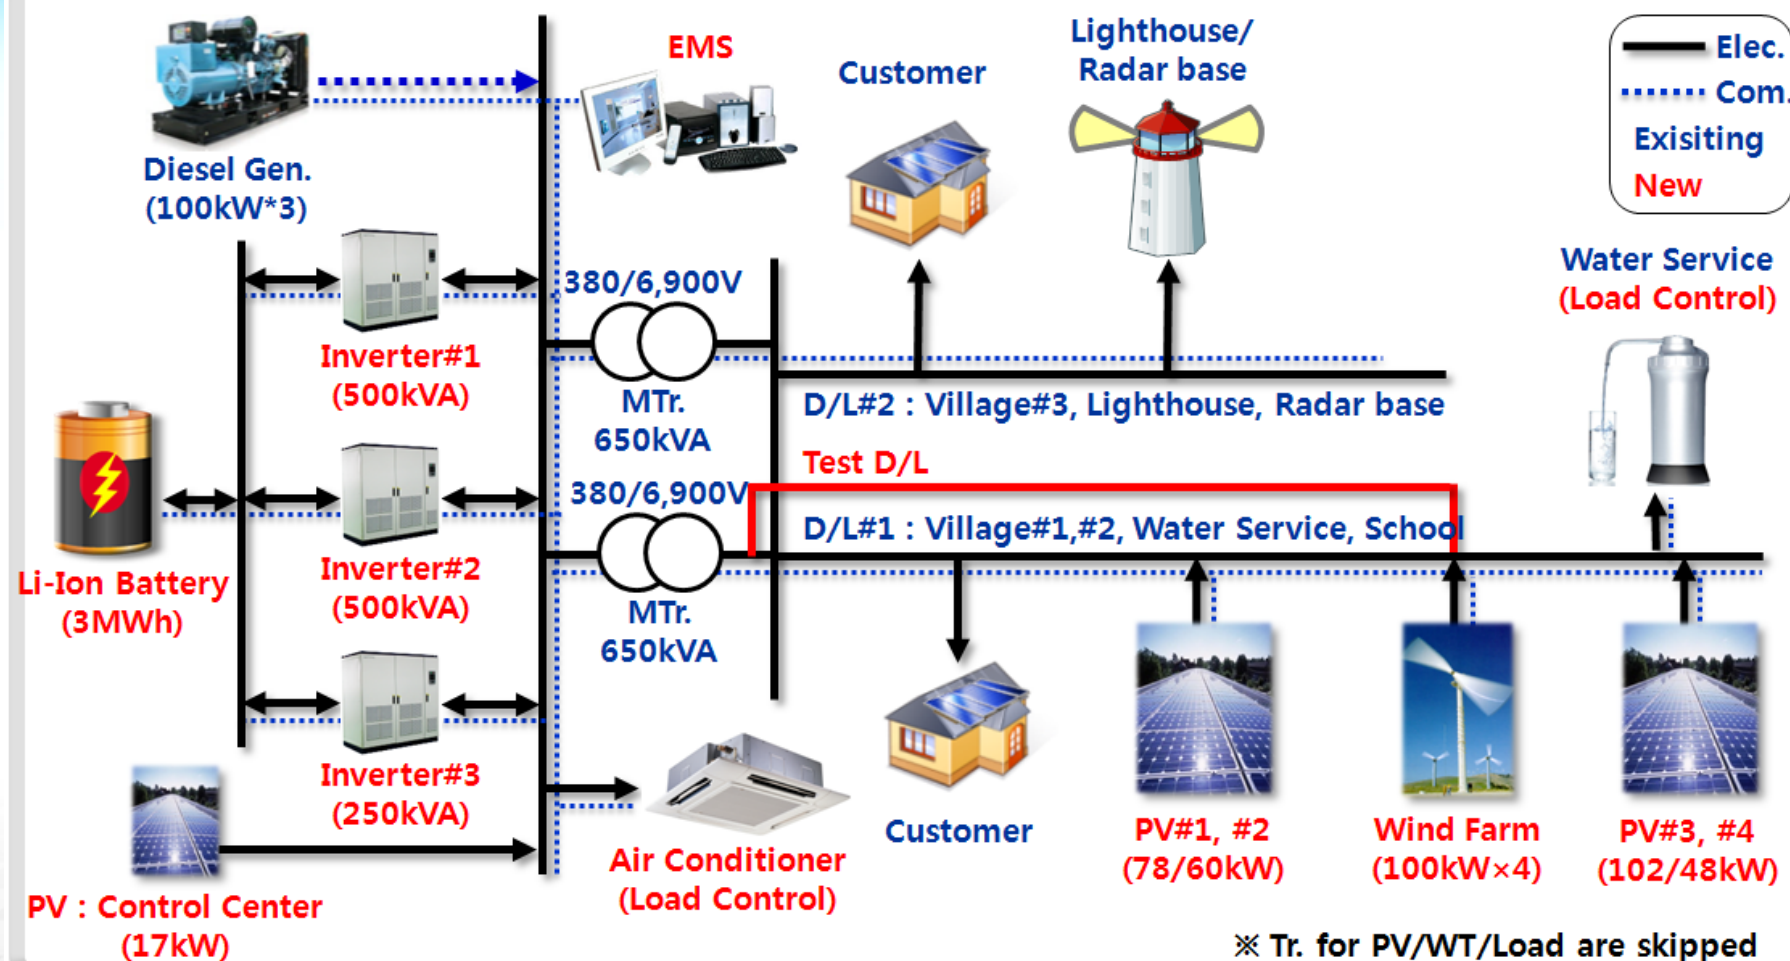 EMS
Customer
Lighthouse/
Radar base
Elec.
Com.
Exisiting
New
Diesel Gen.
(100kW*3)
380/6,900V
Water Service
(Load Control)
Inverter#1
(500kVA)
MTr.
650kVA
D/L#2 : Village#3, Lighthouse, Radar base
Test D/L
380/6,900V
D/L#1 : Village#1,#2, Water Service, School
Li-Ion Battery
(3MWh)
Inverter#2
(500kVA)
MTr.
650kVA
Inverter#3
(250kVA)
Customer
PV#1, #2
(78/60kW)
Wind Farm
(100kW×4)
PV#3, #4
(102/48kW)
Air Conditioner
(Load Control)
PV : Control Center
(17kW)
※ Tr. for PV/WT/Load are skipped